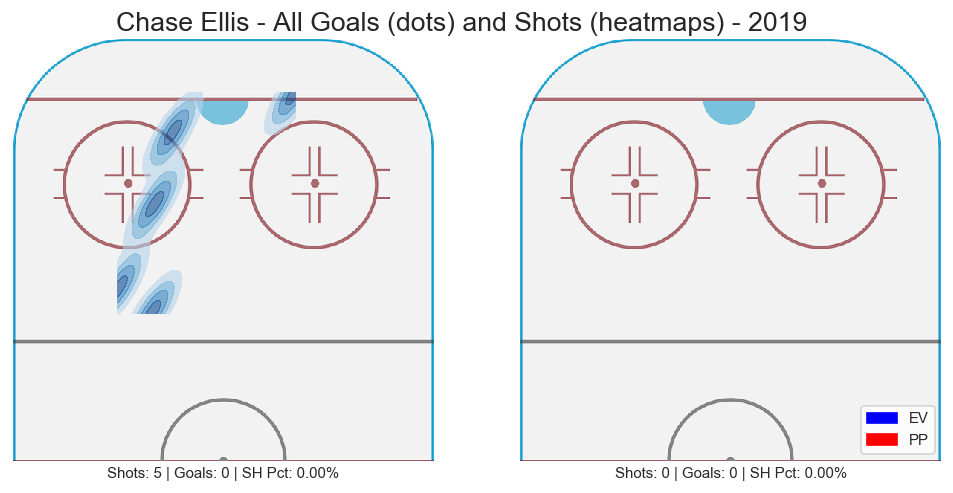 Chase Ellis - All Goals (dots) and Shots (heatmaps) - 2019
EV
PP
Shots: 5 | Goals: 0 | SH Pct: 0.00%
Shots: 0 | Goals: 0 | SH Pct: 0.00%